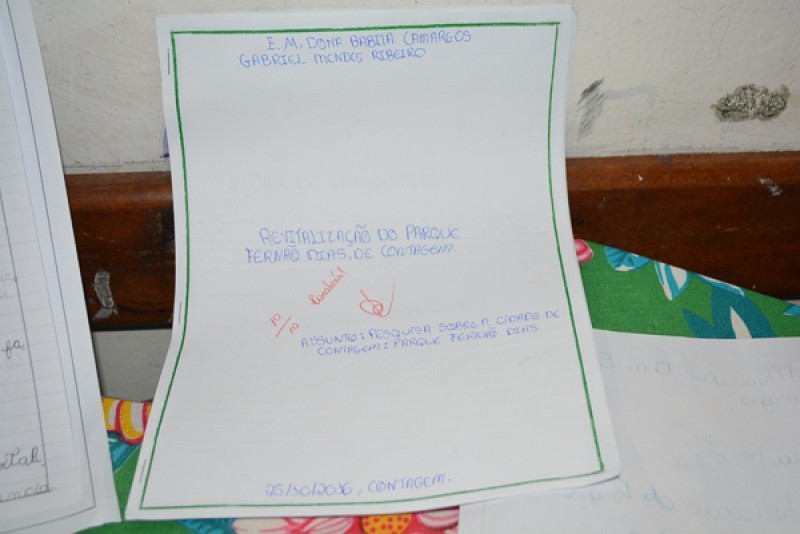 E. M. DONA BABITA CAMARGOS
GABRIEL MENDES RIBEIRO
REVITALIZAÇÃO DO PARQUE
FERNÃO DIAS, DE CONTAGEM.
10/10 Parabéns!
ASSUNTO: PESQUISA SOBRE A CIDADE DE
CONTAGEM: PARQUE FERNÃO DIAS
25/10/2016, CONTAGEM.